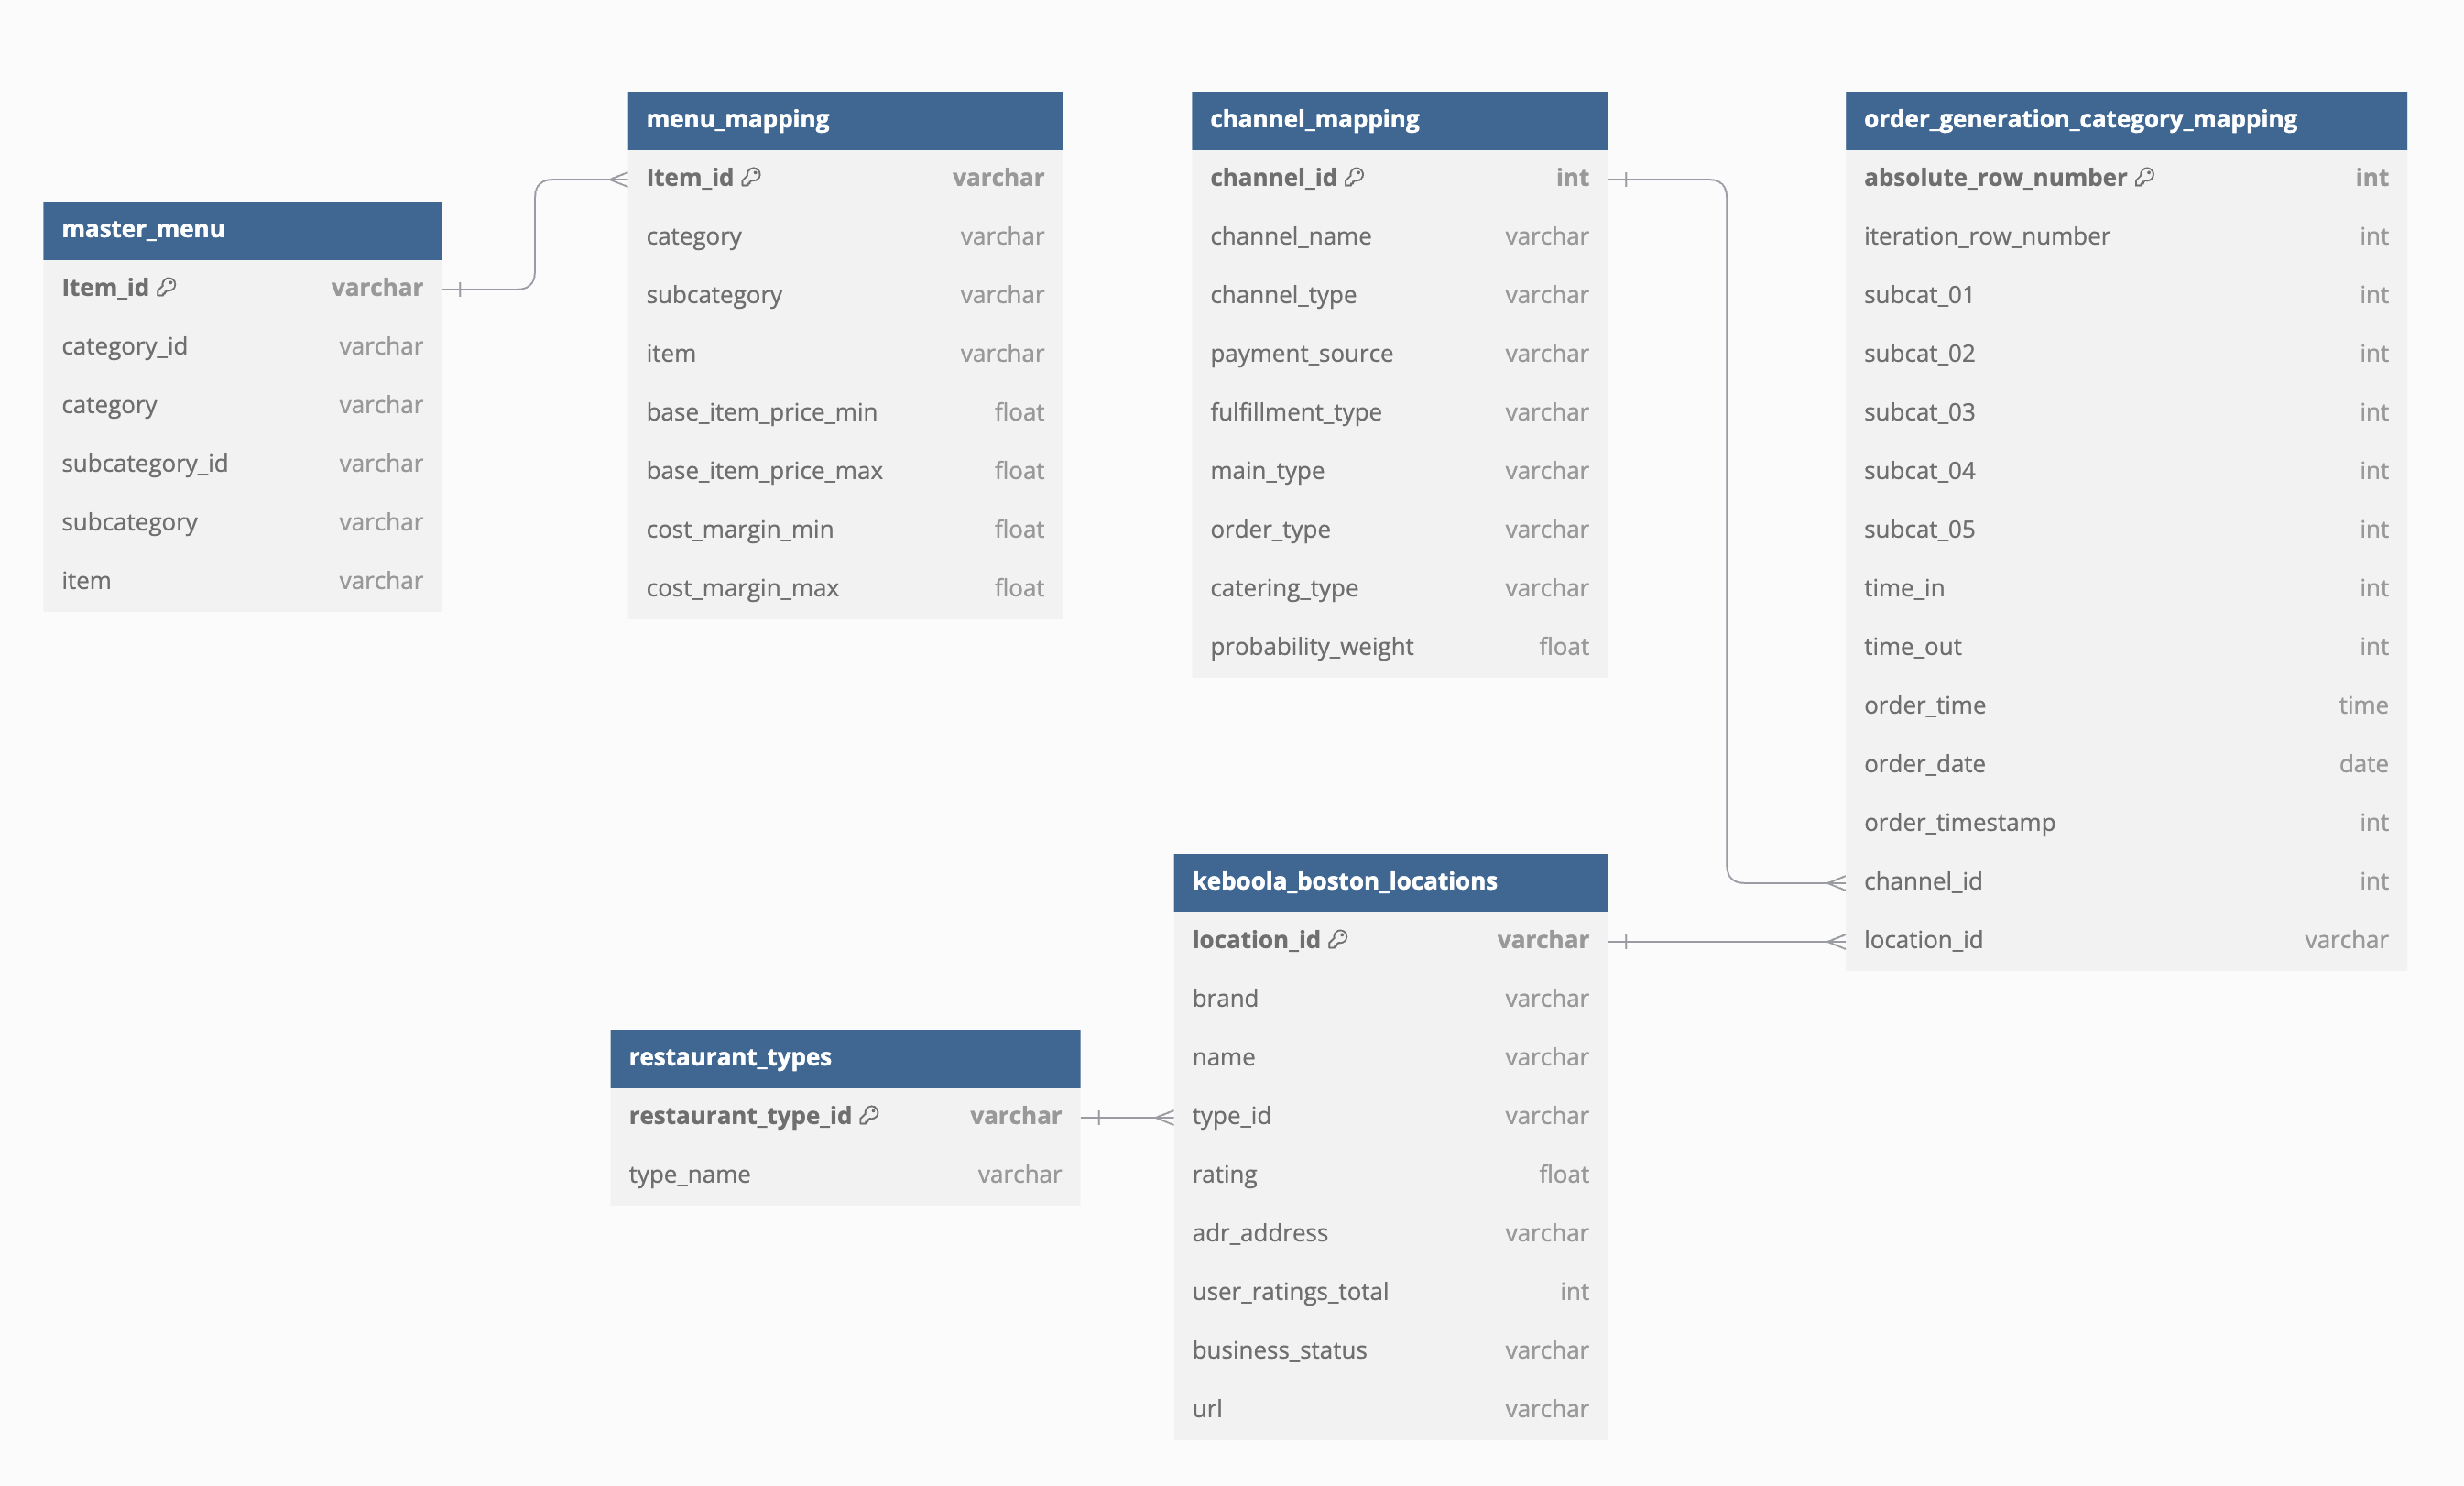 master_menu
Item_id varchar
category_id varchar
category varchar
subcategory_id varchar
subcategory varchar
item varchar
menu_mapping
Item_id varchar
category varchar
subcategory varchar
item varchar
base_item_price_min float
base_item_price_max float
cost_margin_min float
cost_margin_max float
channel_mapping
channel_id int
channel_name varchar
channel_type varchar
payment_source varchar
fulfillment_type varchar
main_type varchar
order_type varchar
catering_type varchar
probability_weight float
order_generation_category_mapping
absolute_row_number int
iteration_row_number int
subcat_01 int
subcat_02 int
subcat_03 int
subcat_04 int
subcat_05 int
time_in int
time_out int
order_time time
order_date date
order_timestamp int
channel_id int
location_id varchar
restaurant_types
restaurant_type_id varchar
type_name varchar
keboola_boston_locations
location_id varchar
brand varchar
name varchar
type_id varchar
rating float
adr_address varchar
user_ratings_total int
business_status varchar
url varchar